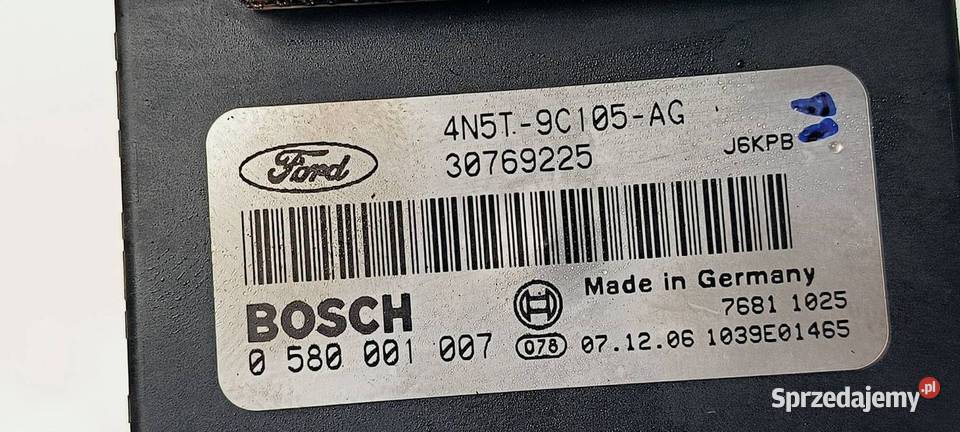 4N5T-9C105-AG
30769225
J6KPB
Ford
Made in Germany
BOSCH
7681 1025
0 580 001 007
078
07.12.06 1039E01465
Sprzedajemy.pl